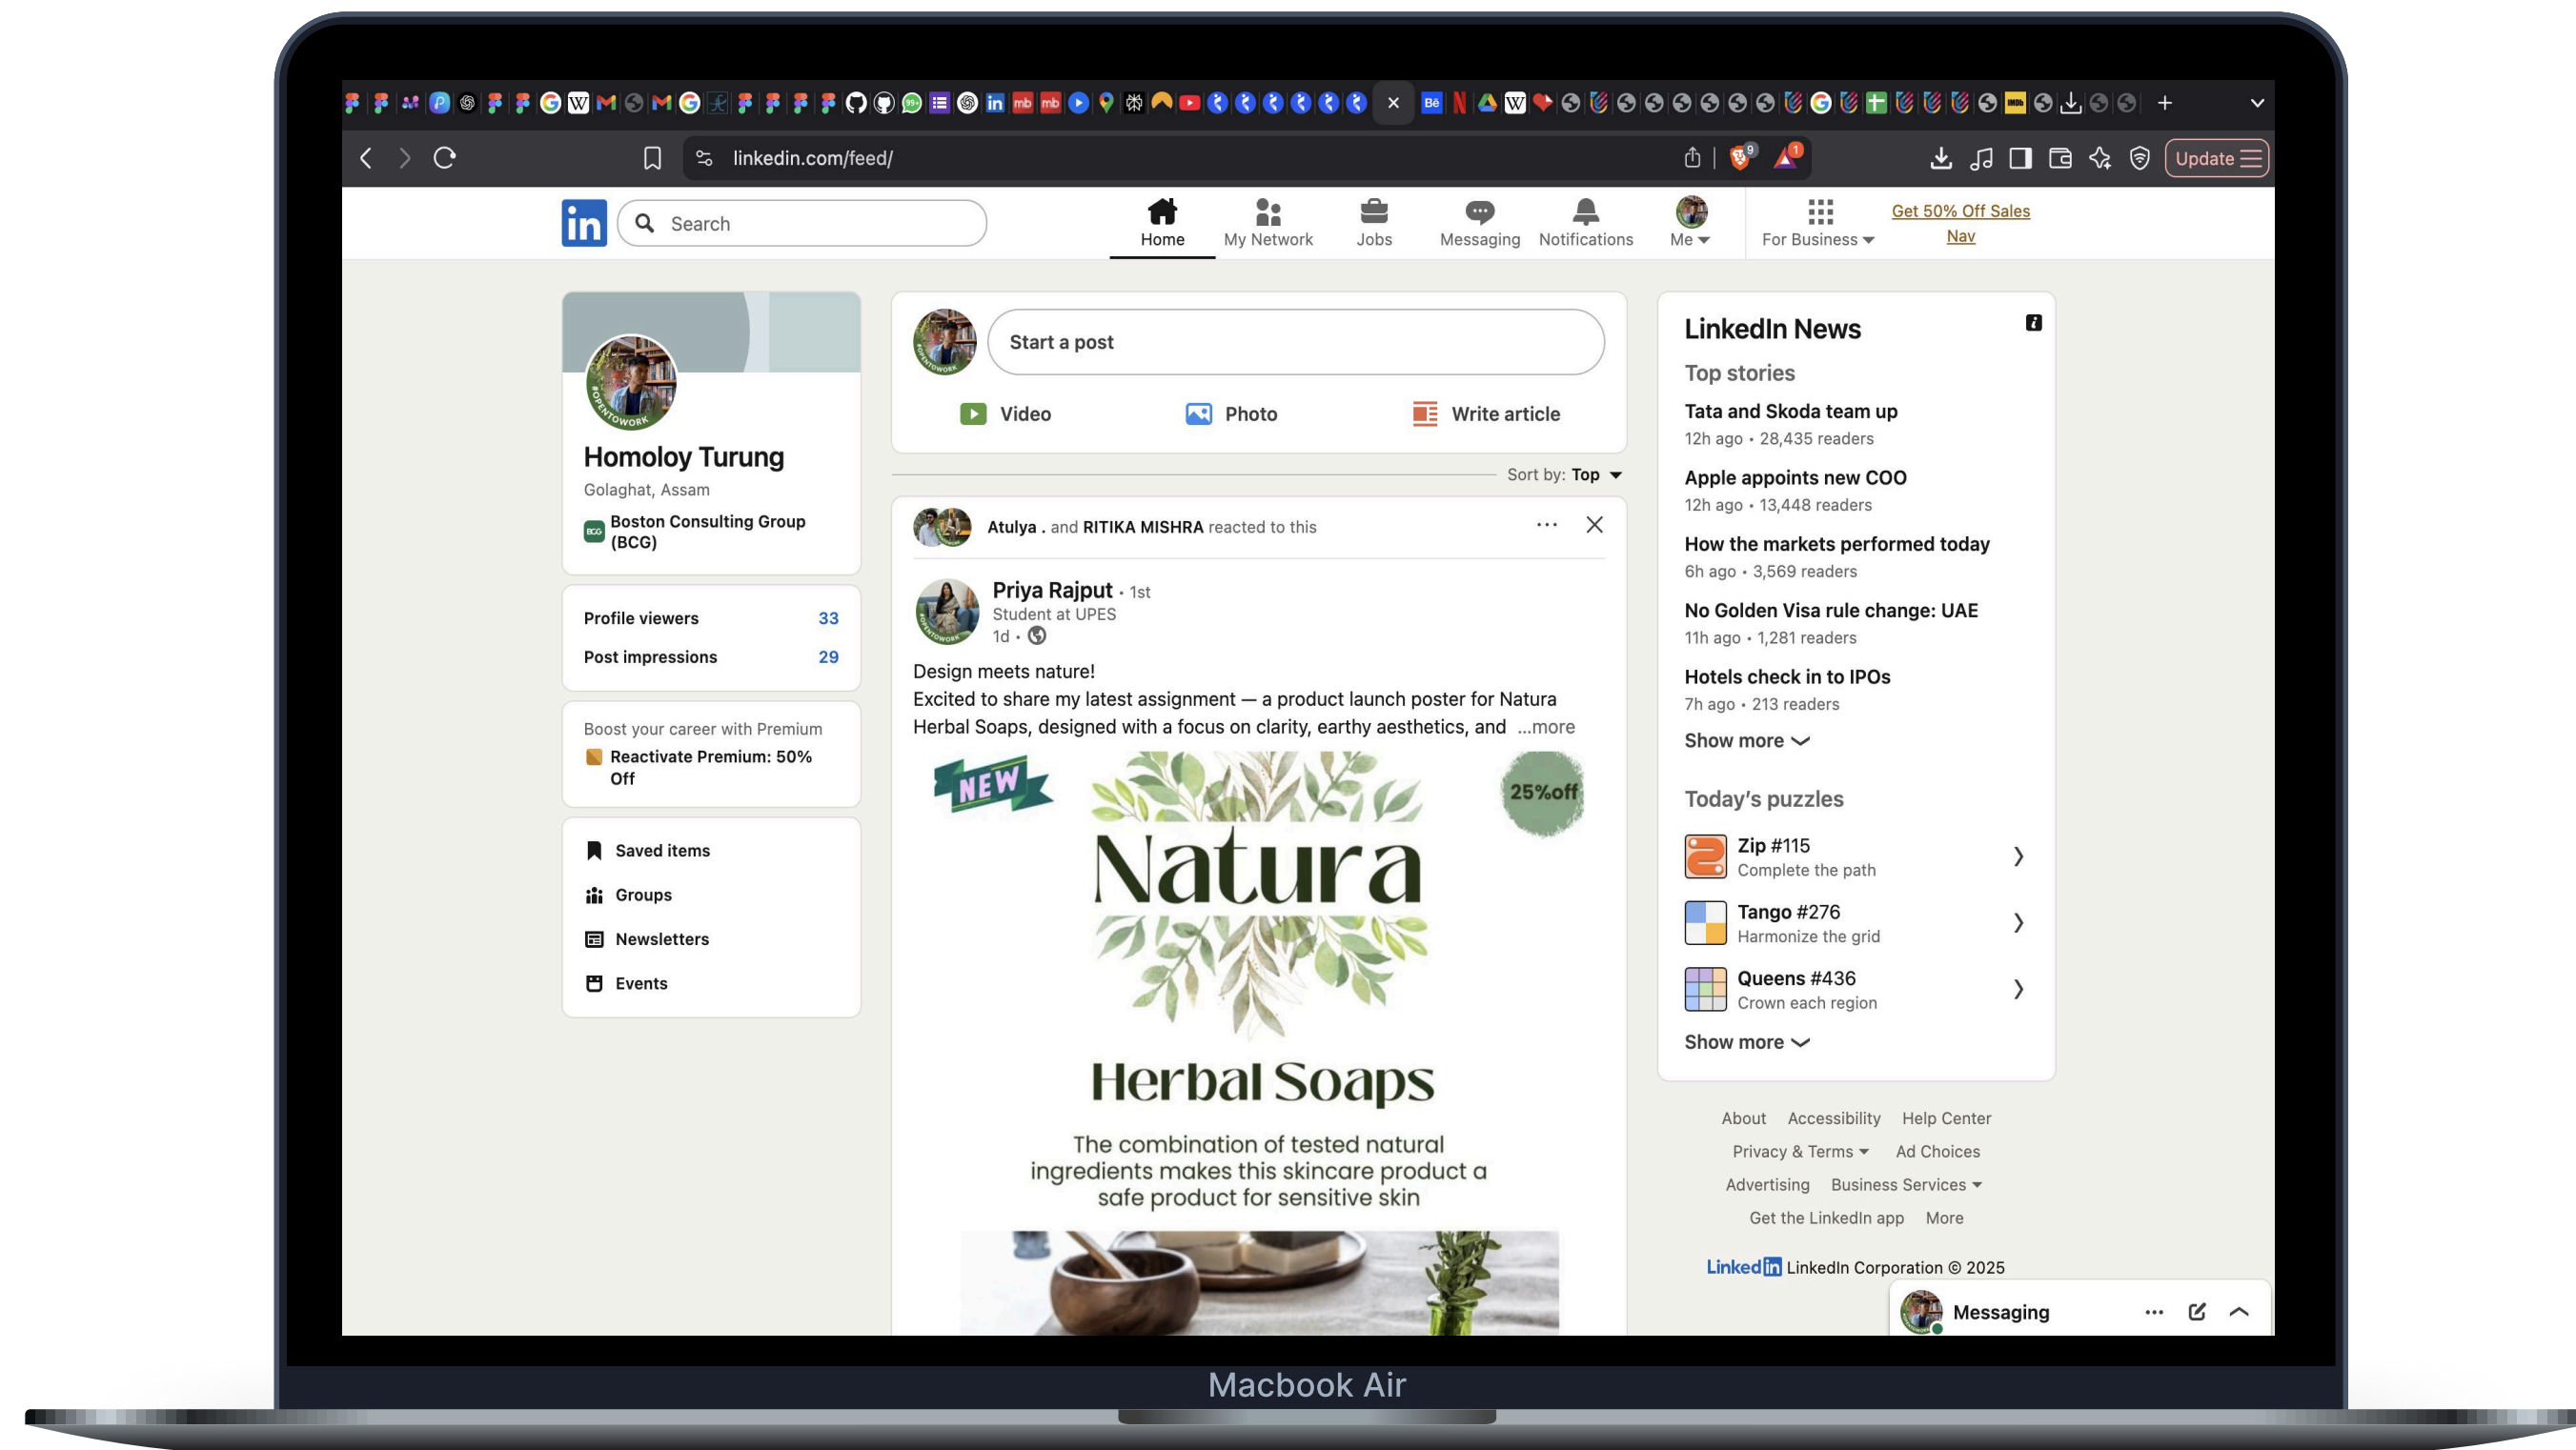 linkedin.com/feed/
9
1
Update
in
Search
Home
My Network
Jobs
Messaging
Notifications
Me
For Business
Get 50% Off Sales
Nav
#OPENTOWORK
Homoloy Turung
Golaghat, Assam
BCG
Boston Consulting Group
(BCG)
Profile viewers 33
Post impressions 29
Boost your career with Premium
Reactivate Premium: 50%
Off
Saved items
Groups
Newsletters
Events
Start a post
Video
Photo
Write article
Sort by: Top
Atulya . and RITIKA MISHRA reacted to this
Priya Rajput • 1st
Student at UPES
1d •
Design meets nature!
Excited to share my latest assignment — a product launch poster for Natura
Herbal Soaps, designed with a focus on clarity, earthy aesthetics, and ...more
NEW
25%off
Natura
Herbal Soaps
The combination of tested natural
ingredients makes this skincare product a
safe product for sensitive skin
LinkedIn News
Top stories
Tata and Skoda team up
12h ago • 28,435 readers
Apple appoints new COO
12h ago • 13,448 readers
How the markets performed today
6h ago • 3,569 readers
No Golden Visa rule change: UAE
11h ago • 1,281 readers
Hotels check in to IPOs
7h ago • 213 readers
Show more
Today’s puzzles
Zip #115
Complete the path
Tango #276
Harmonize the grid
Queens #436
Crown each region
Show more
About Accessibility Help Center
Privacy & Terms Ad Choices
Advertising Business Services
Get the LinkedIn app More
LinkedIn LinkedIn Corporation © 2025
Messaging
Macbook Air